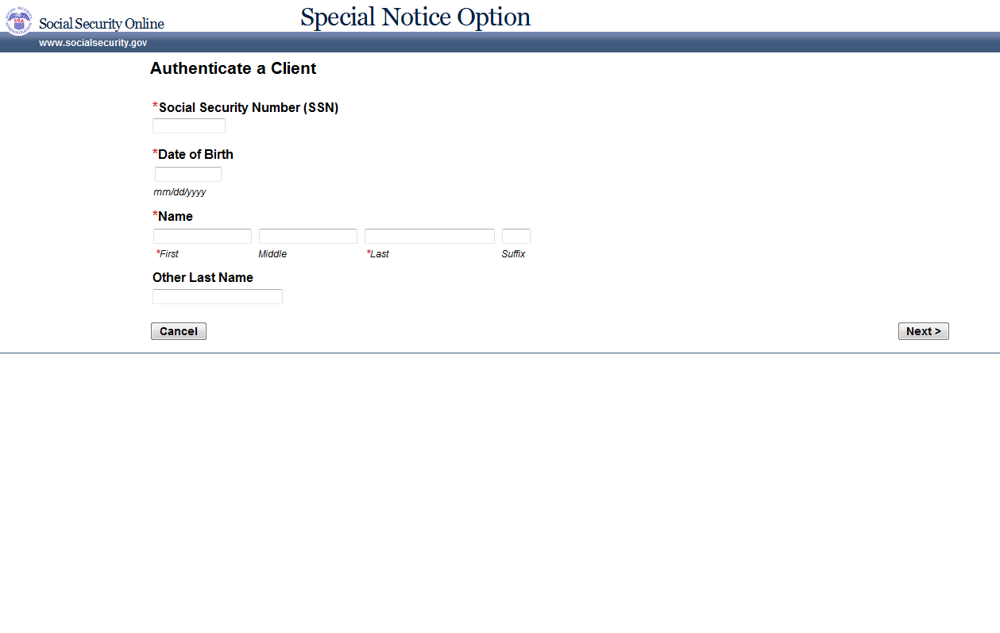 Special Notice Option
Social Security Online
www.socialsecurity.gov
Authenticate a Client
*Social Security Number (SSN)
*Date of Birth
mm/dd/yyyy
*Name
*First Middle *Last Suffix
Other Last Name
Cancel Next >